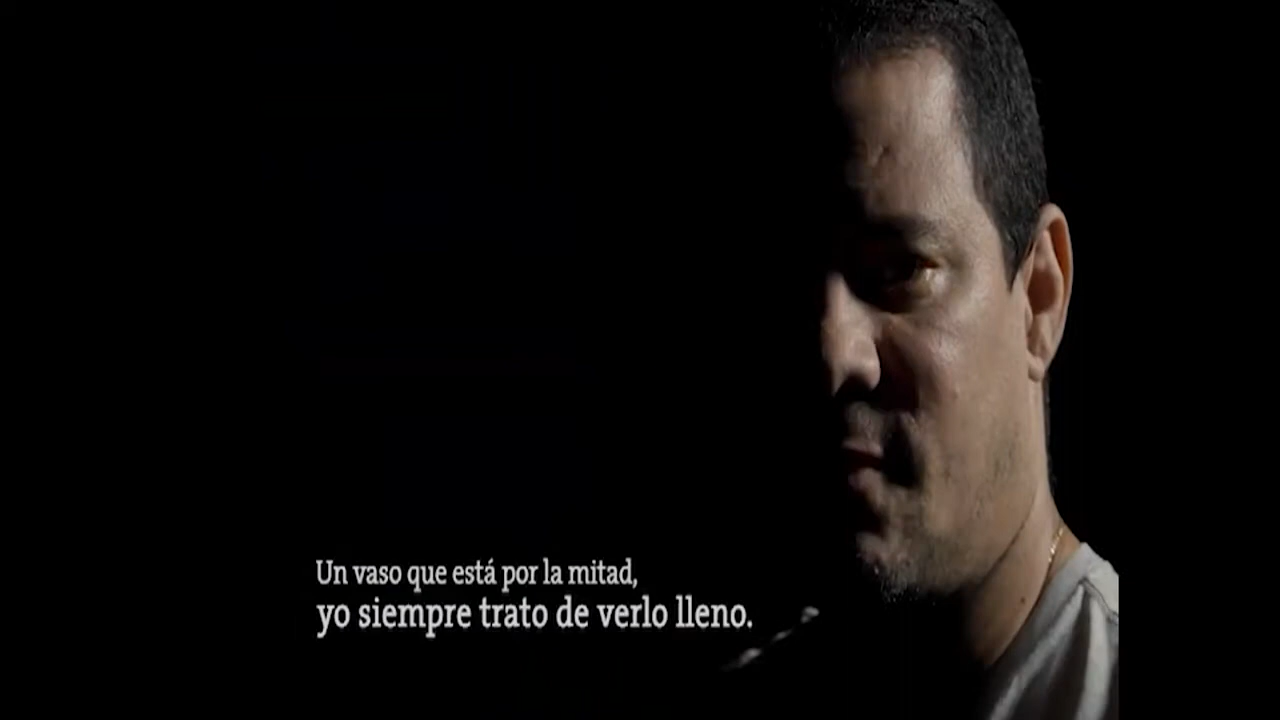 Un vaso que está por la mitad,
yo siempre trato de verlo lleno.